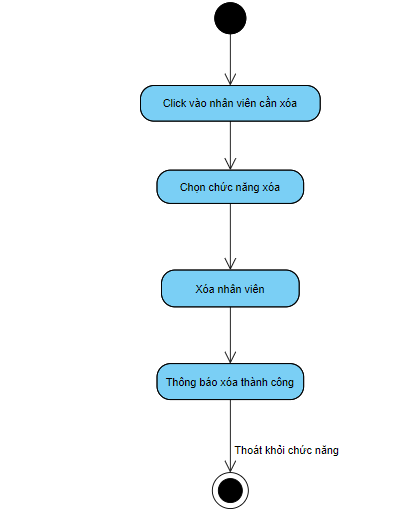 Click vào nhân viên cần xóa
Chọn chức năng xóa
Xóa nhân viên
Thông báo xóa thành công
Thoát khỏi chức năng